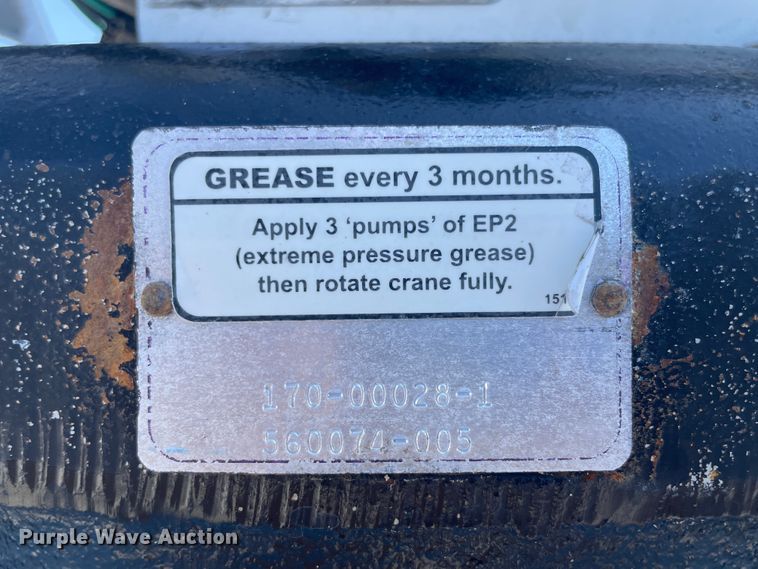 GREASE every 3 months.
Apply 3 ‘pumps’ of EP2
(extreme pressure grease)
then rotate crane fully.
151
170-00028-1
560074-005
Purple Wave Auction